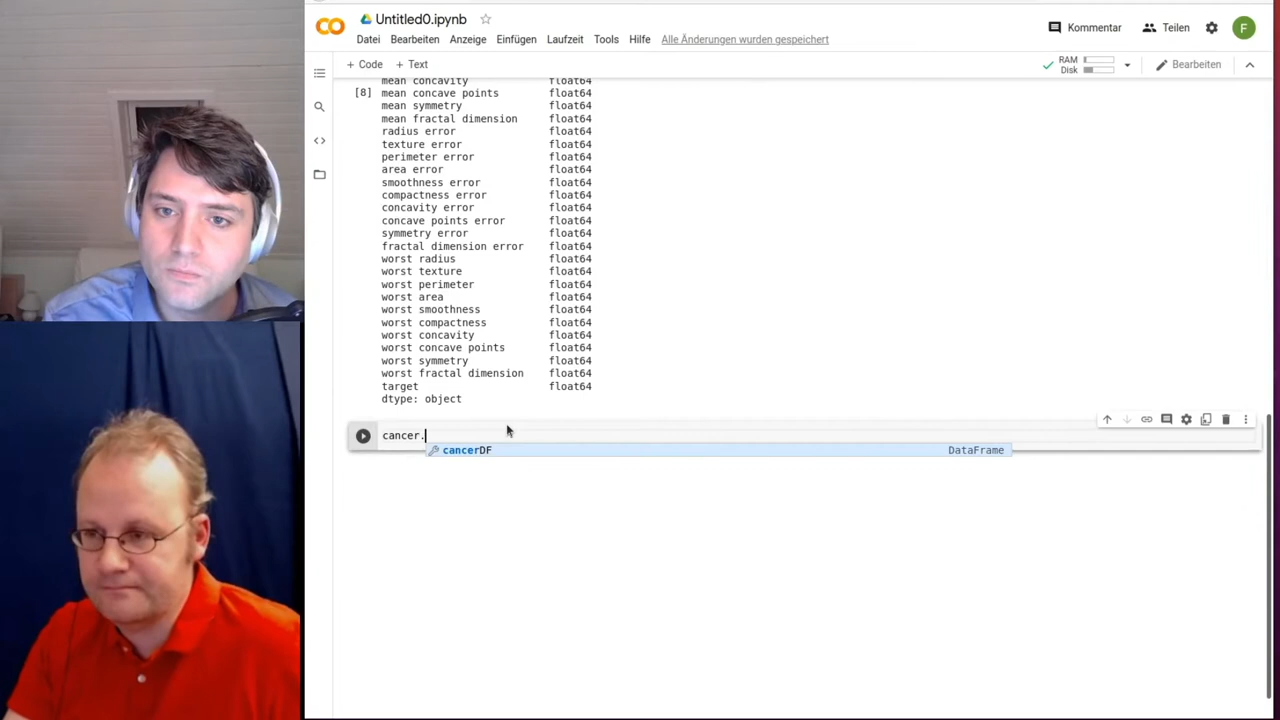 Untitled0.ipynb
Kommentar
Teilen
F
Datei Bearbeiten Anzeige Einfügen Laufzeit Tools Hilfe Alle Änderungen wurden gespeichert
+ Code + Text
RAM
Disk
Bearbeiten
mean concavity float64
[8] mean concave points float64
mean symmetry float64
mean fractal dimension float64
radius error float64
texture error float64
perimeter error float64
area error float64
smoothness error float64
compactness error float64
concavity error float64
concave points error float64
symmetry error float64
fractal dimension error float64
worst radius float64
worst texture float64
worst perimeter float64
worst area float64
worst smoothness float64
worst compactness float64
worst concavity float64
worst concave points float64
worst symmetry float64
worst fractal dimension float64
target float64
dtype: object
cancer.
cancerDF DataFrame